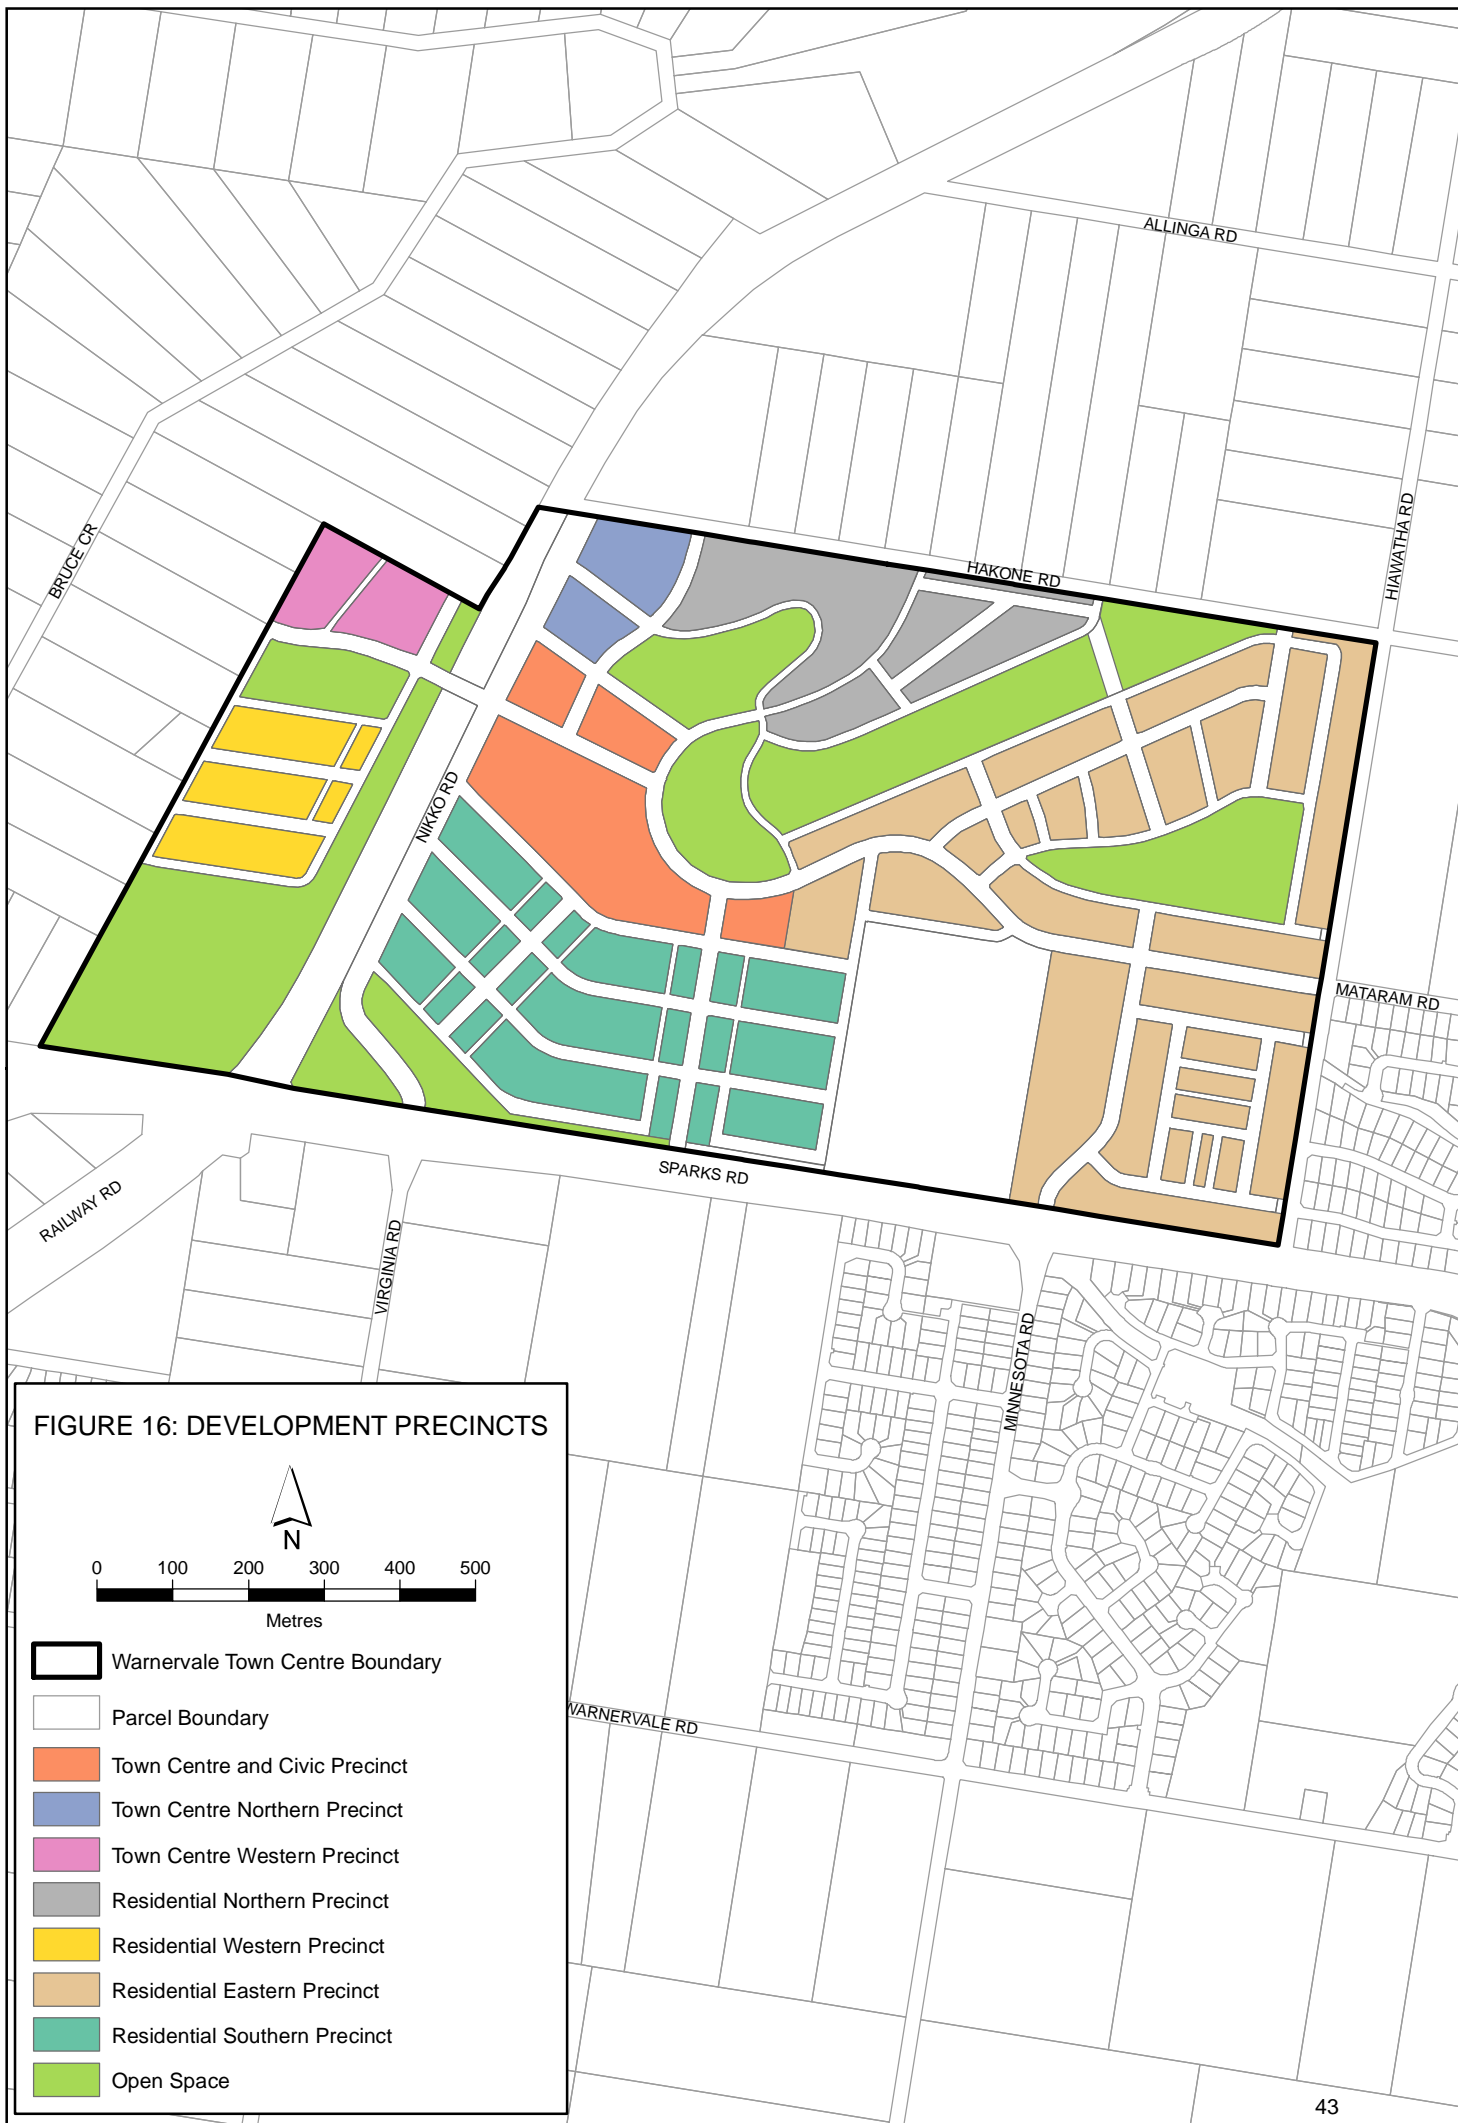 ALLINGA RD
HIAWATHA RD
BRUCE CR
HAKONE RD
NIKKO RD
MATARAM RD
SPARKS RD
RAILWAY RD
VIRGINIA RD
MINNESOTA RD
WARNERVALE RD
FIGURE 16: DEVELOPMENT PRECINCTS
N
0 100 200 300 400 500
Metres
Warnervale Town Centre Boundary
Parcel Boundary
Town Centre and Civic Precinct
Town Centre Northern Precinct
Town Centre Western Precinct
Residential Northern Precinct
Residential Western Precinct
Residential Eastern Precinct
Residential Southern Precinct
Open Space
43